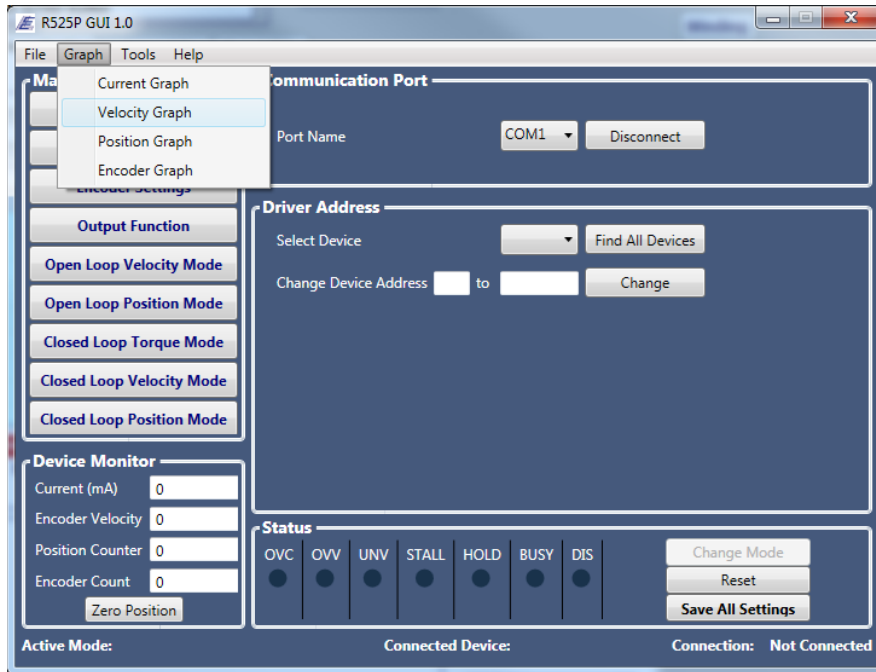 R525P GUI 1.0
File Graph Tools Help
Current Graph
Velocity Graph
Position Graph
Encoder Graph
Ma
ommunication Port
Port Name COM1 Disconnect
Encoder Settings
Output Function
Open Loop Velocity Mode
Open Loop Position Mode
Closed Loop Torque Mode
Closed Loop Velocity Mode
Closed Loop Position Mode
Driver Address
Select Device Find All Devices
Change Device Address to Change
Device Monitor
Current (mA) 0
Encoder Velocity 0
Position Counter 0
Encoder Count 0
Zero Position
Status
OVC OVV UNV STALL HOLD BUSY DIS
Change Mode
Reset
Save All Settings
Active Mode: Connected Device: Connection: Not Connected